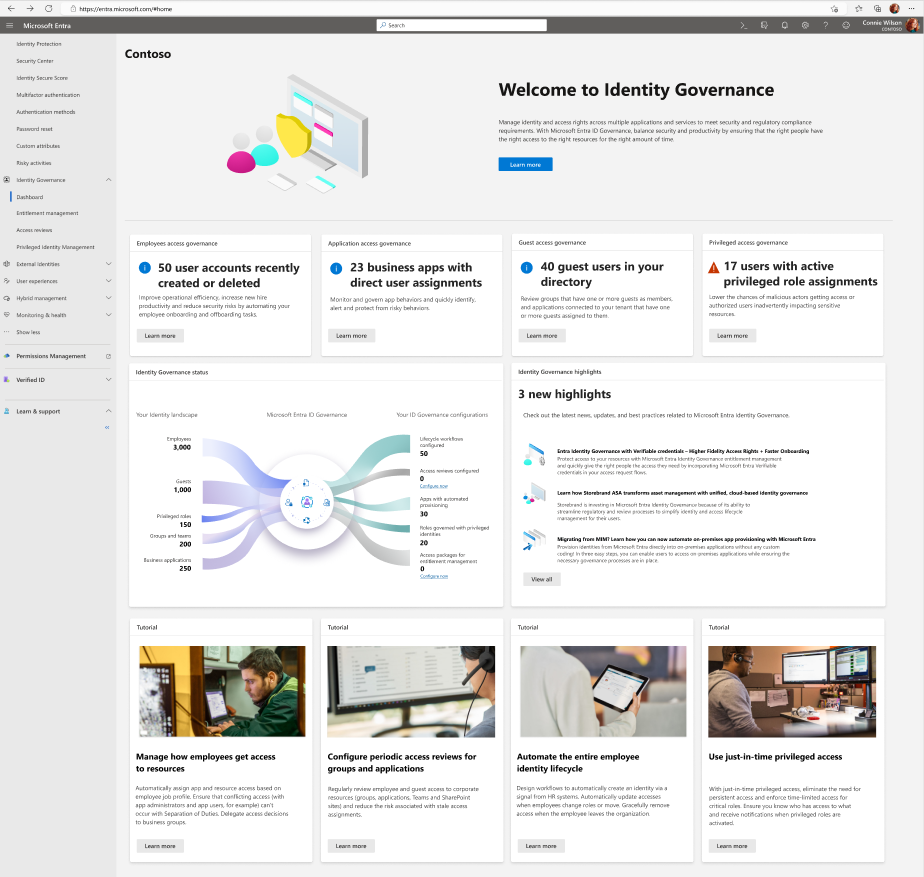 https://entra.microsoft.com/#home
Microsoft Entra
Search
Connie Wilson
CONTOSO
Identity Protection
Security Center
Identity Secure Score
Multifactor authentication
Authentication methods
Password reset
Custom attributes
Risky activities
Identity Governance
Dashboard
Entitlement management
Access reviews
Privileged Identity Management
External Identities
User experiences
Hybrid management
Monitoring & health
Show less
Permissions Management
Verified ID
Learn & support
Contoso
Welcome to Identity Governance
Manage identity and access rights across multiple applications and services to meet security and regulatory compliance
requirements. With Microsoft Entra ID Governance, balance security and productivity by ensuring that the right people have
the right access to the right resources for the right amount of time.
Learn more
Employees access governance
50 user accounts recently
created or deleted
Improve operational efficiency, increase new hire
productivity and reduce security risks by automating your
employee onboarding and offboarding tasks.
Learn more
Application access governance
23 business apps with
direct user assignments
Monitor and govern app behaviors and quickly identify,
alert and protect from risky behaviors.
Learn more
Guest access governance
40 guest users in your
directory
Review groups that have one or more guests as members,
and applications connected to your tenant that have one
or more guests assigned to them.
Learn more
Privileged access governance
17 users with active
privileged role assignments
Lower the chances of malicious actors getting access or
authorized users inadvertently impacting sensitive
resources.
Learn more
Identity Governance status
Your Identity landscape
Microsoft Entra ID Governance
Your ID Governance configurations
Employees
3,000
Guests
1,000
Privileged roles
150
Groups and teams
200
Business applications
250
Lifecycle workflows
configured
50
Access reviews configured
0
Configure now
Apps with automated
provisioning
30
Roles governed with privileged
identities
20
Access packages for
entitlement management
0
Configure now
Identity Governance highlights
3 new highlights
Check out the latest news, updates, and best practices related to Microsoft Entra Identity Governance.
Entra Identity Governance with Verifiable credentials – Higher Fidelity Access Rights + Faster Onboarding
Protect access to your resources with Microsoft Entra Identity Governance entitlement management
and quickly give the right people the access they need by incorporating Microsoft Entra Verifiable
credentials in your access request flows.
Learn how Storebrand ASA transforms asset management with unified, cloud-based identity governance
Storebrand is investing in Microsoft Entra Identity Governance because of its ability to
streamline regulatory and review processes to simplify identity and access lifecycle
management for their users.
Migrating from MIM? Learn how you can now automate on-premises app provisioning with Microsoft Entra
Provision identities from Microsoft Entra directly into on-premises applications without any custom
coding! In three easy steps, you can enable users to access on-premises applications while ensuring the
necessary governance processes are in place.
View all
Tutorial
Manage how employees get access
to resources
Automatically assign app and resource access based on
employee job profile. Ensure that conflicting access (with
app administrators and app users, for example) can't
occur with Separation of Duties. Delegate access decisions
to business groups.
Learn more
Tutorial
Configure periodic access reviews for
groups and applications
Regularly review employee and guest access to corporate
resources (groups, applications, Teams and SharePoint
sites) and reduce the risk associated with stale access
assignments.
Learn more
Tutorial
Automate the entire employee
identity lifecycle
Design workflows to automatically create an identity via a
signal from HR systems. Automatically update accesses
when employees change roles or move. Gracefully remove
access when the employee leaves the organization.
Learn more
Tutorial
Use just-in-time privileged access
With just-in-time privileged access, eliminate the need for
persistent access and enforce time-limited access for
critical roles. Ensure you know who has access to what
and receive notifications when privileged roles are
activated.
Learn more